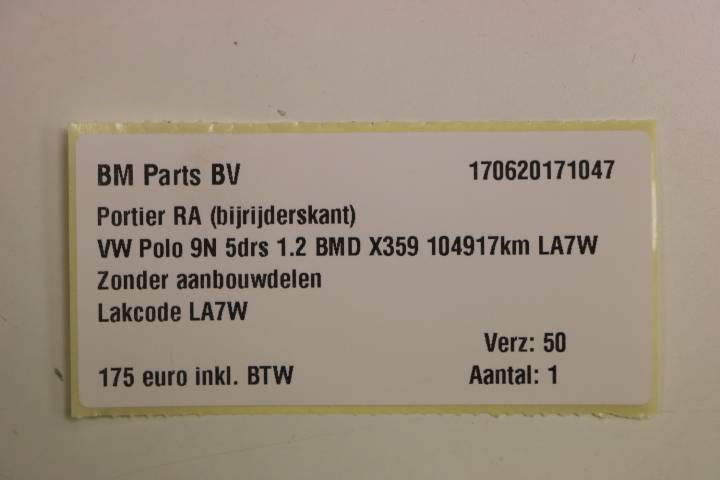 BM Parts BV 170620171047
Portier RA (bijrijderskant)
VW Polo 9N 5drs 1.2 BMD X359 104917km LA7W
Zonder aanbouwdelen
Lakcode LA7W
Verz: 50
175 euro inkl. BTW Aantal: 1